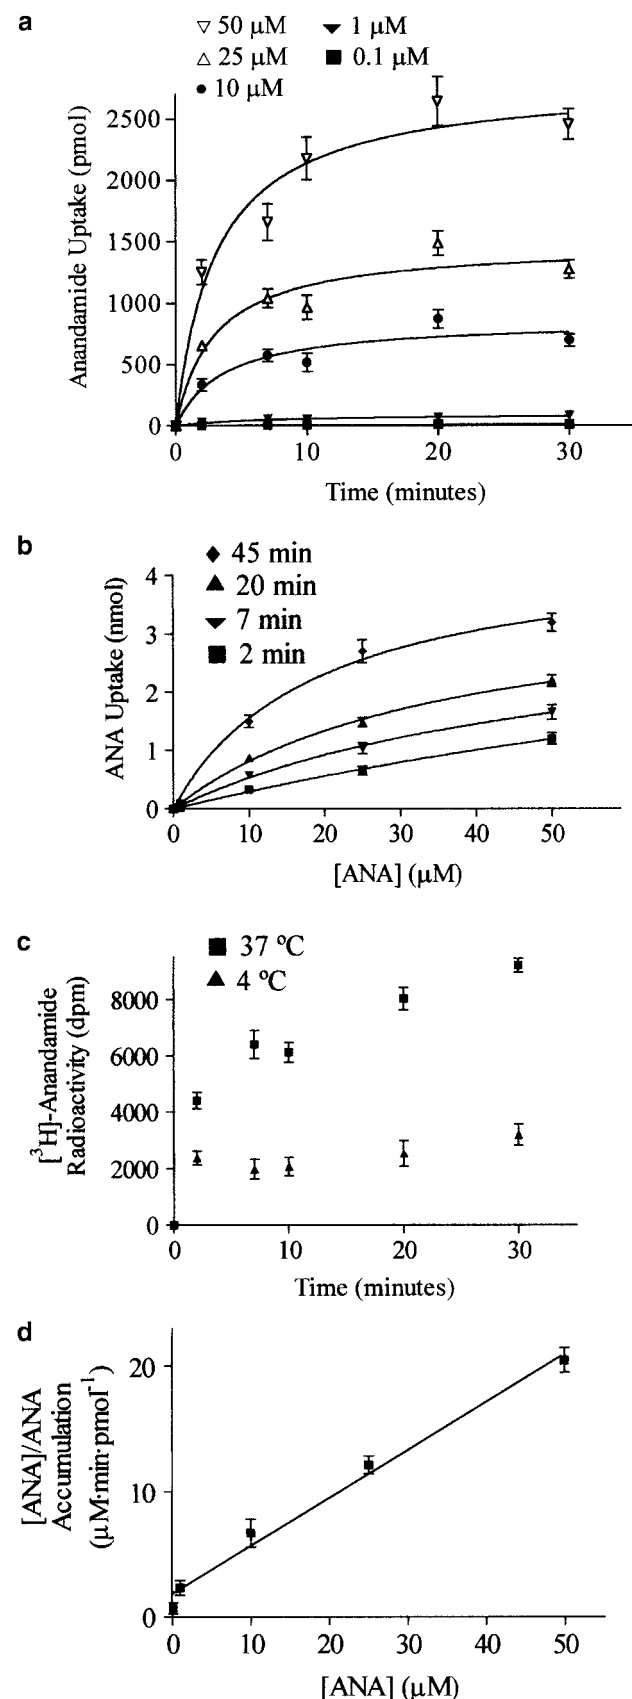 a
▽ 50 μM ▼ 1 μM
△ 25 μM ■ 0.1 μM
● 10 μM
Anandamide Uptake (pmol)
2500
2000
1500
1000
500
0
0 10 20 30
Time (minutes)
b
◆ 45 min
▲ 20 min
▼ 7 min
■ 2 min
ANA Uptake (nmol)
4
3
2
1
0
0 10 20 30 40 50
[ANA] (μM)
c
■ 37 ºC
▲ 4 ºC
[³H]-Anandamide
Radioactivity (dpm)
8000
6000
4000
2000
0
0 10 20 30
Time (minutes)
d
[ANA]/ANA
Accumulation
(μM·min·pmol⁻¹)
20
10
0
0 10 20 30 40 50
[ANA] (μM)